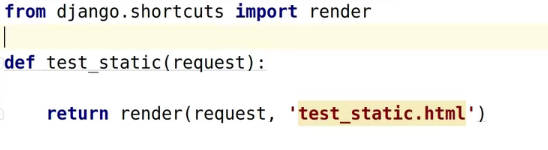 from django.shortcuts import render
def test_static(request):
return render(request, 'test_static.html')